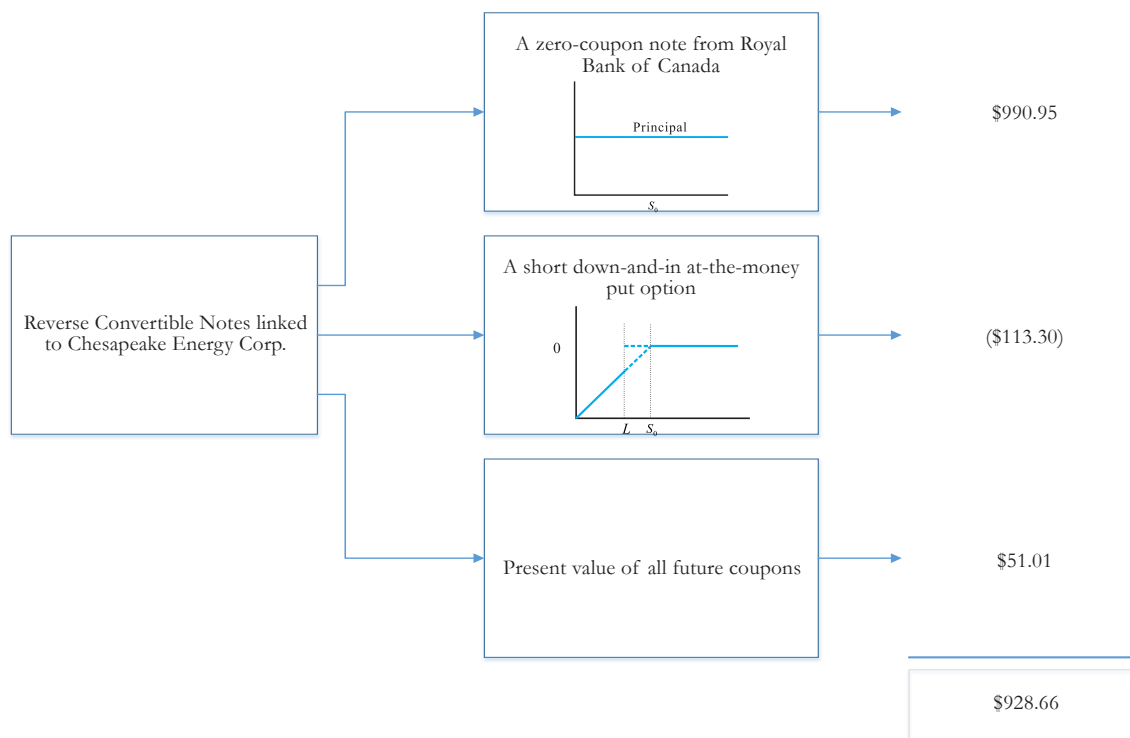 A zero-coupon note from Royal
Bank of Canada
Principal
S₀
$990.95
Reverse Convertible Notes linked
to Chesapeake Energy Corp.
A short down-and-in at-the-money
put option
0
L S₀
($113.30)
Present value of all future coupons
$51.01
$928.66